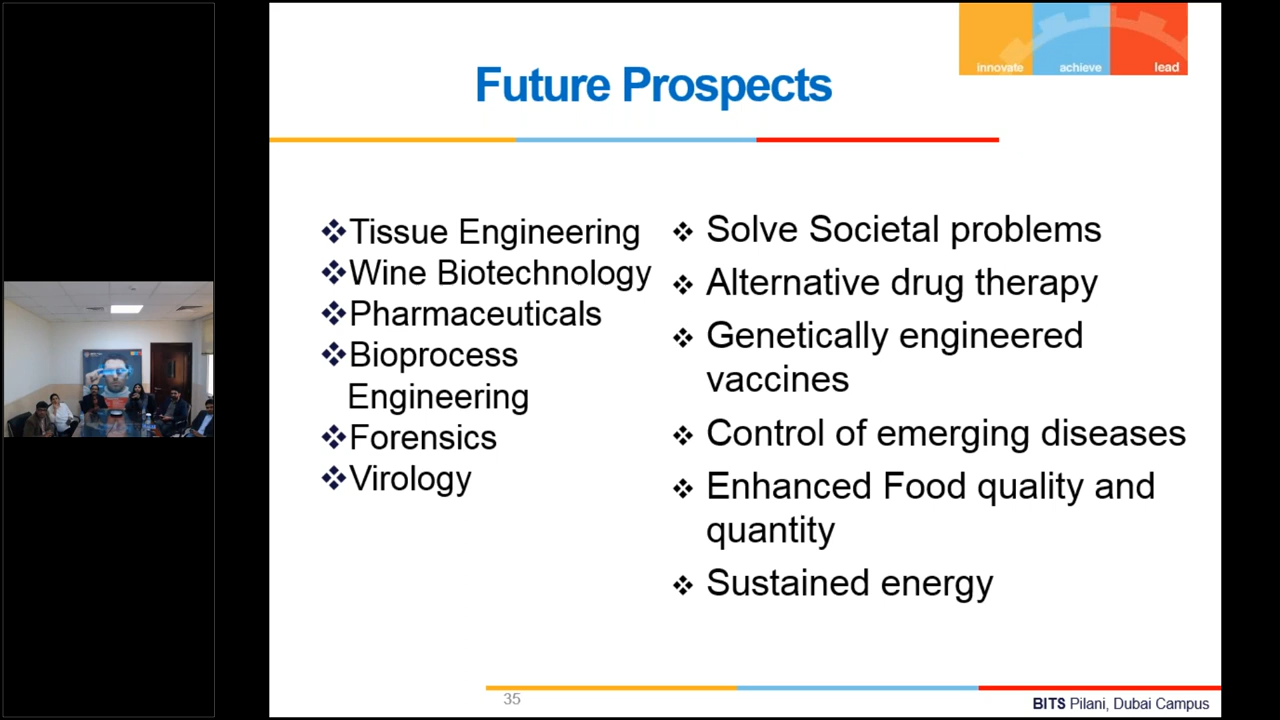 innovate achieve lead
Future Prospects
❖Tissue Engineering
❖Wine Biotechnology
❖Pharmaceuticals
❖Bioprocess
Engineering
❖Forensics
❖Virology
❖ Solve Societal problems
❖ Alternative drug therapy
❖ Genetically engineered
vaccines
❖ Control of emerging diseases
❖ Enhanced Food quality and
quantity
❖ Sustained energy
35
BITS Pilani, Dubai Campus